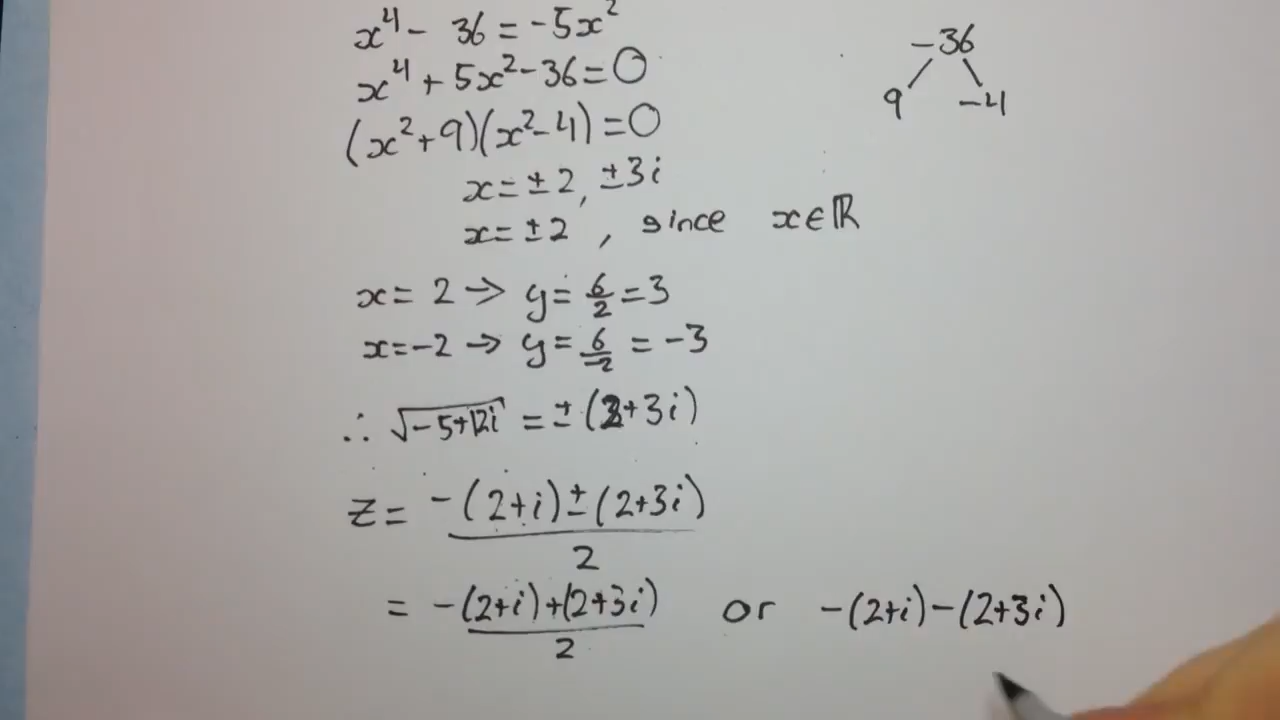 x⁴ - 36 = -5x²
x⁴ + 5x² - 36 = 0
(x² + 9)(x² - 4) = 0
x = ± 2, ± 3i
x = ± 2 , since x ∈ ℝ
x = 2 → y = 6/2 = 3
x = -2 → y = 6/-2 = -3
∴ √(-5+12i) = ± (2+3i)
z = (-(2+i) ± (2+3i))/2
= (-(2+i)+(2+3i))/2 or -(2+i)-(2+3i)
-36
9 -4